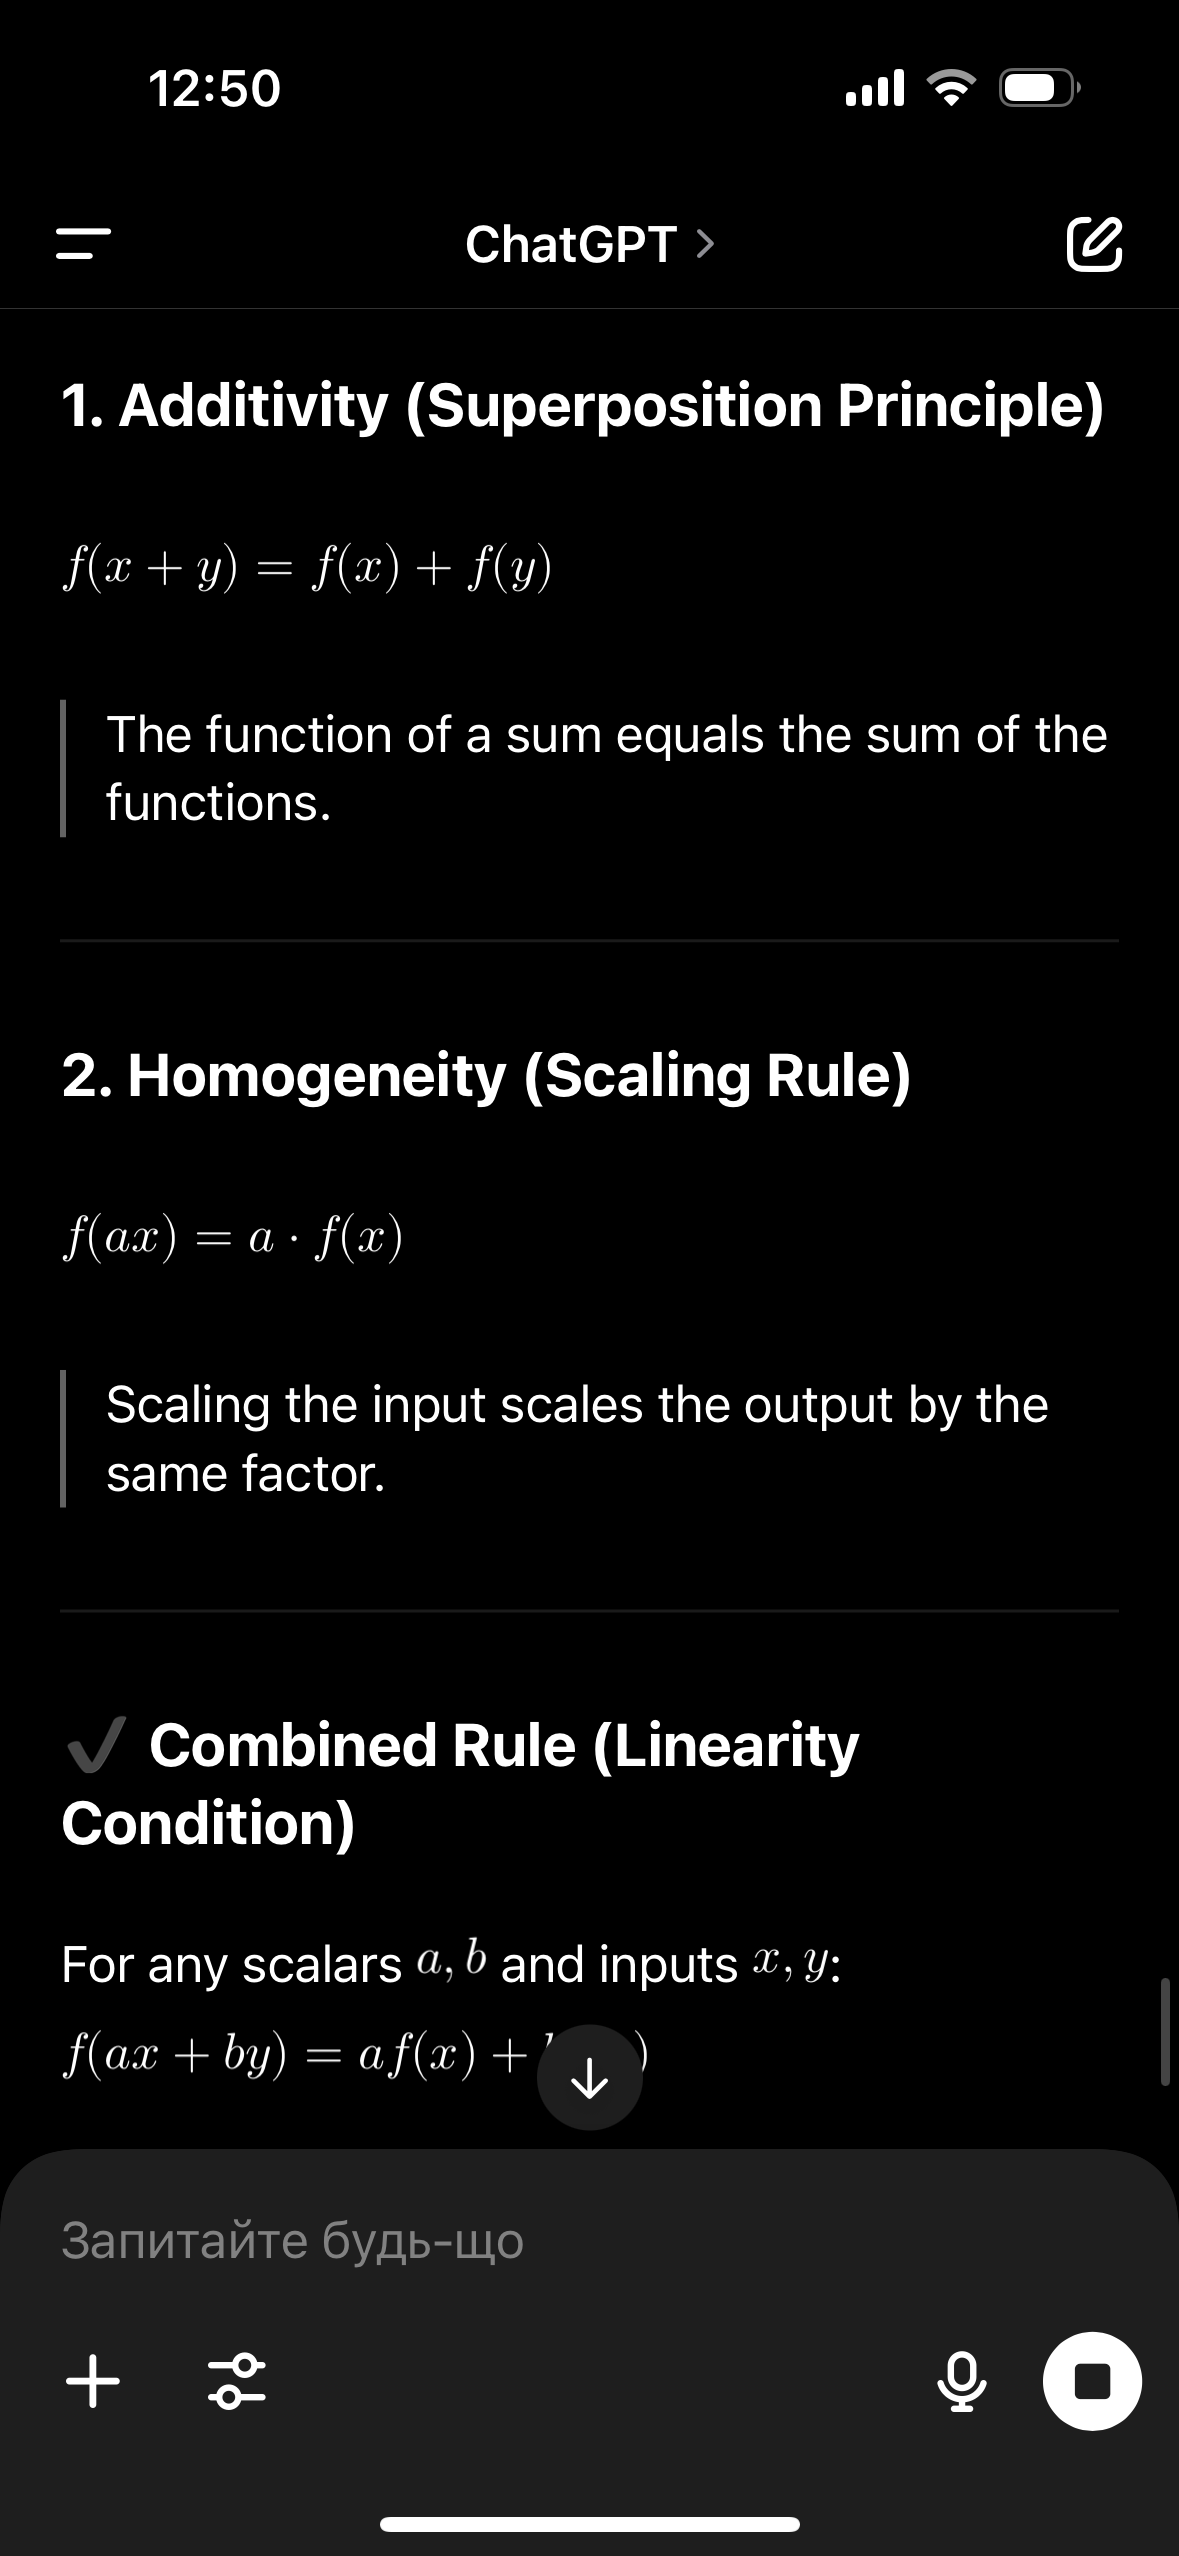 12:50
ChatGPT
1. Additivity (Superposition Principle)
f(x + y) = f(x) + f(y)
The function of a sum equals the sum of the
functions.
2. Homogeneity (Scaling Rule)
f(ax) = a · f(x)
Scaling the input scales the output by the
same factor.
✔ Combined Rule (Linearity
Condition)
For any scalars a, b and inputs x, y:
f(ax + by) = af(x) + )
Запитайте будь-що